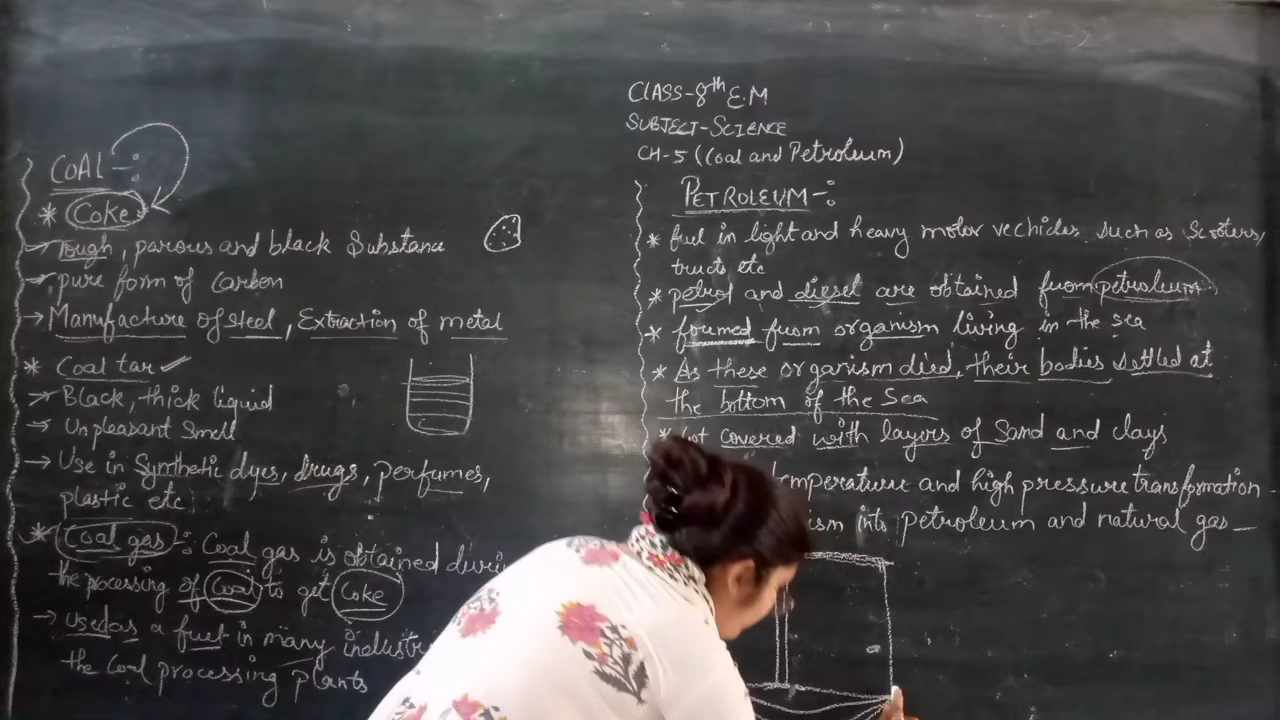 CLASS-8th E.M
SUBJECT-SCIENCE
CH-5 (Coal and Petroleum)
COAL-:
* Coke
→ Tough, parous and black Substance
→ pure form of Carbon
→ Manufacture of steel, Extraction of metal
* Coal tar ✓
→ Black, thick liquid
→ Unpleasant Smell
→ Use in Synthetic dyes, drugs, perfumes,
plastic etc
* Coal gas-: Coal gas is obtained duri
the processing of Coal to get Coke
→ used as a fuel in many industr
the Coal processing plants
PETROLEUM-:
* fuel in light and heavy motor vechicles such as Scooters,
tructs etc
* petrol and diesel are obtained from petroleum.
* formed from organism living in the sea
* As these organism died, their bodies settled at
the bottom of the Sea
* covered with layers of Sand and clays
mperature and high pressure transformation
ism into petroleum and natural gas